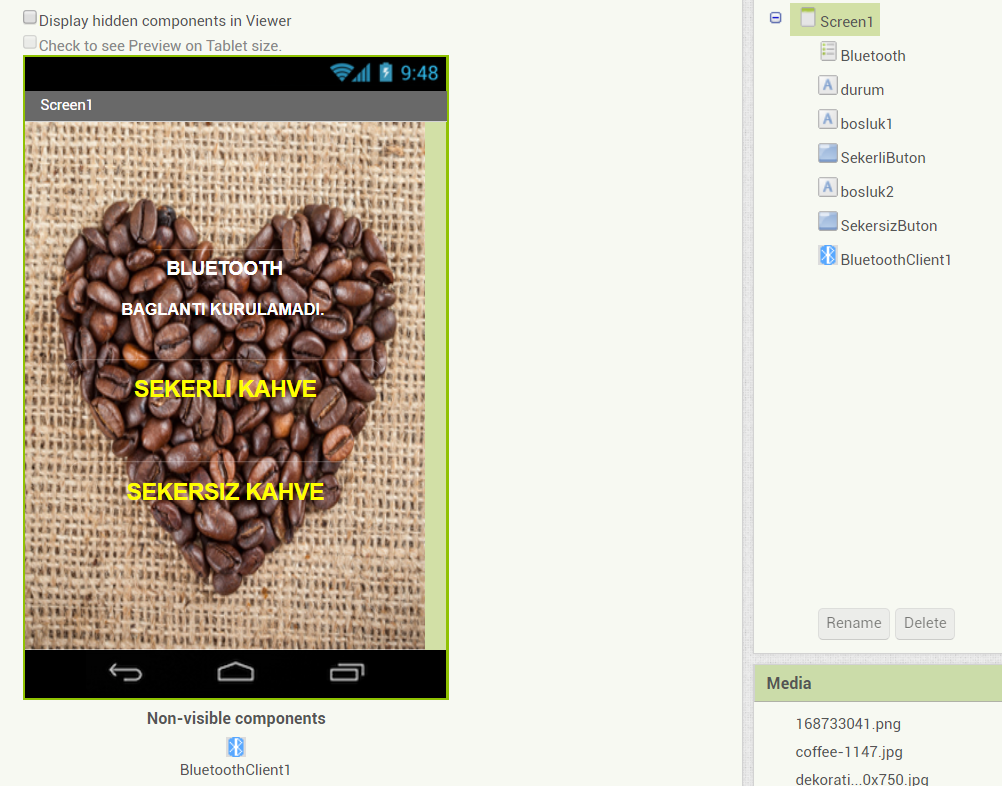 Display hidden components in Viewer
Check to see Preview on Tablet size.
9:48
Screen1
BLUETOOTH
BAGLANTI KURULAMADI.
SEKERLI KAHVE
SEKERSIZ KAHVE
Non-visible components
BluetoothClient1
Screen1
Bluetooth
A durum
A bosluk1
SekerliButon
A bosluk2
SekersizButon
BluetoothClient1
Rename
Delete
Media
168733041.png
coffee-1147.jpg
dekorati...0x750.jpg